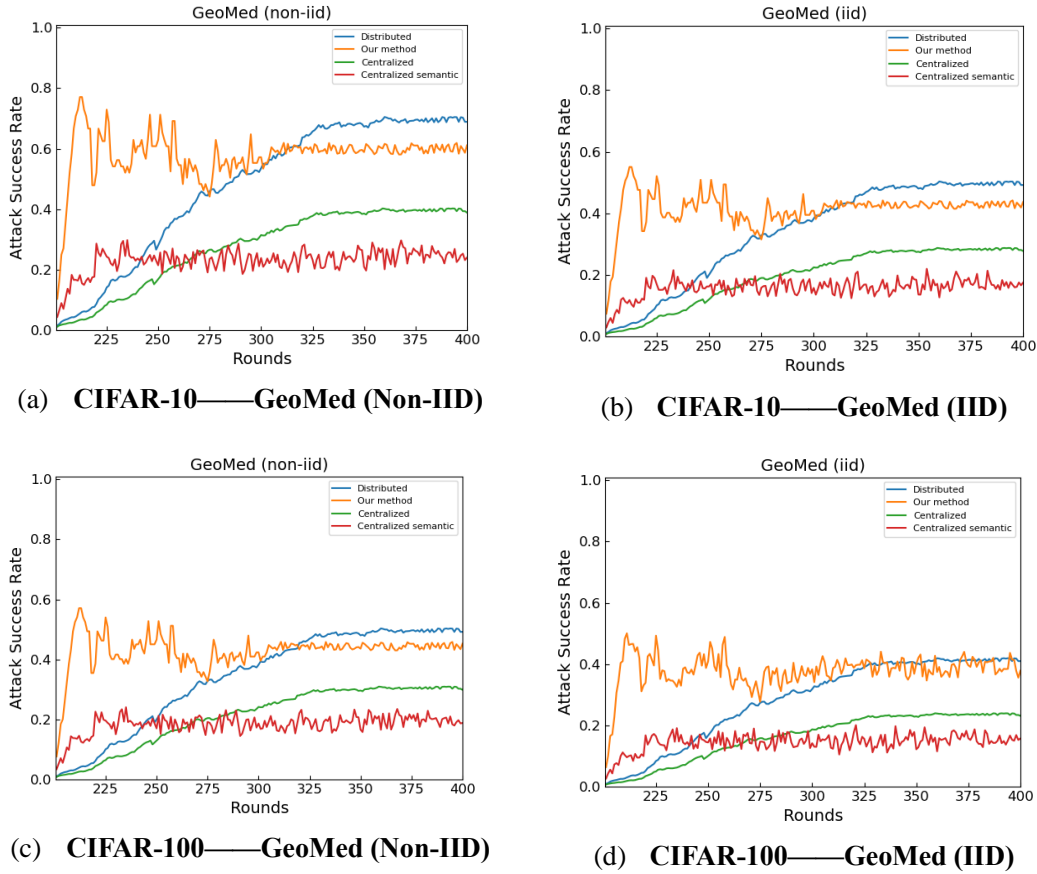 GeoMed (non-iid)
Attack Success Rate
1.0
0.8
0.6
0.4
0.2
0.0
Distributed
Our method
Centralized
Centralized semantic
225 250 275 300 325 350 375 400
Rounds
(a) CIFAR-10——GeoMed (Non-IID)
GeoMed (iid)
Attack Success Rate
1.0
0.8
0.6
0.4
0.2
0.0
Distributed
Our method
Centralized
Centralized semantic
225 250 275 300 325 350 375 400
Rounds
(b) CIFAR-10——GeoMed (IID)
GeoMed (non-iid)
Attack Success Rate
1.0
0.8
0.6
0.4
0.2
0.0
Distributed
Our method
Centralized
Centralized semantic
225 250 275 300 325 350 375 400
Rounds
(c) CIFAR-100——GeoMed (Non-IID)
GeoMed (iid)
Attack Success Rate
1.0
0.8
0.6
0.4
0.2
0.0
Distributed
Our method
Centralized
Centralized semantic
225 250 275 300 325 350 375 400
Rounds
(d) CIFAR-100——GeoMed (IID)